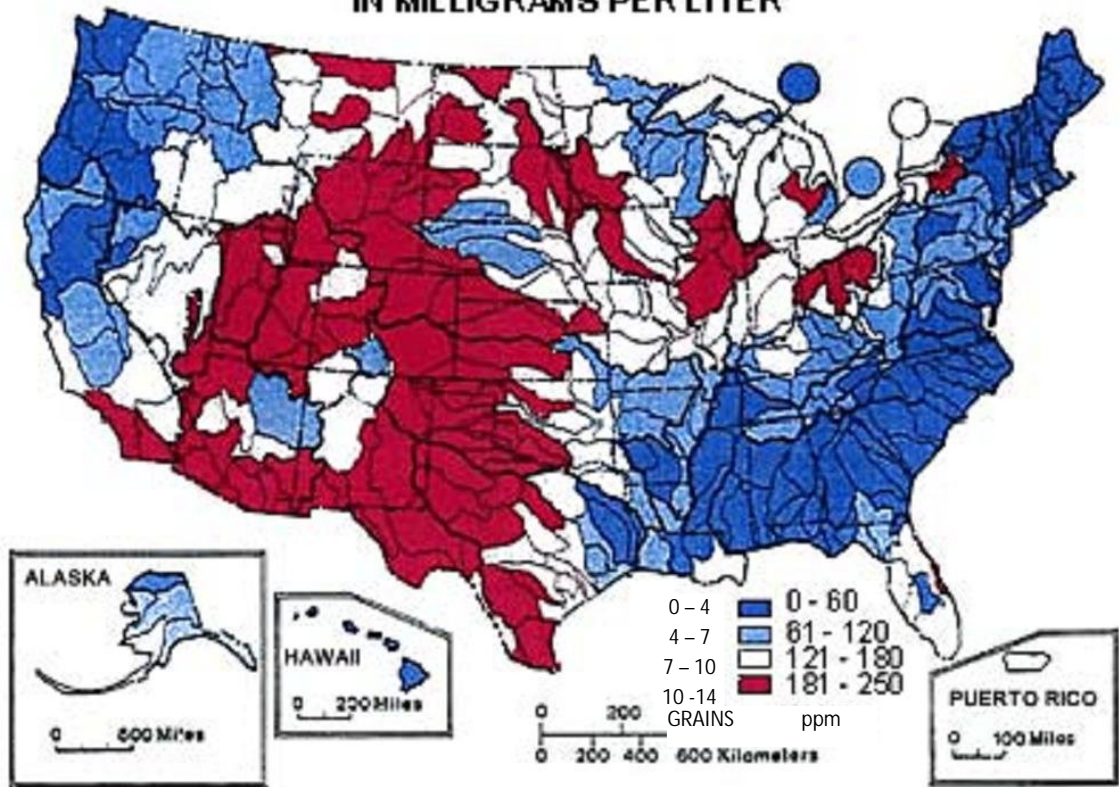 IN MILLIGRAMS PER LITER
ALASKA
0 600 Miles
HAWAII
0 200 Miles
0 – 4 0 - 60
4 – 7 61 - 120
7 – 10 121 - 180
10 -14 181 - 250
GRAINS ppm
0 200
0 200 400 600 Kilometers
PUERTO RICO
0 100 Miles